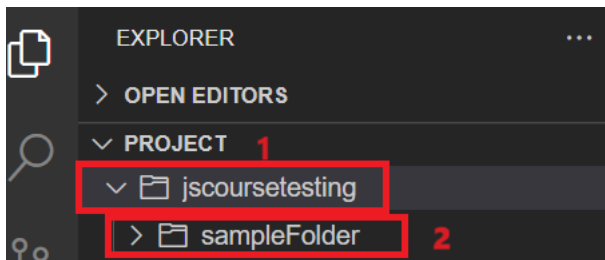 EXPLORER
OPEN EDITORS
PROJECT 1
jscoursetesting
sampleFolder 2